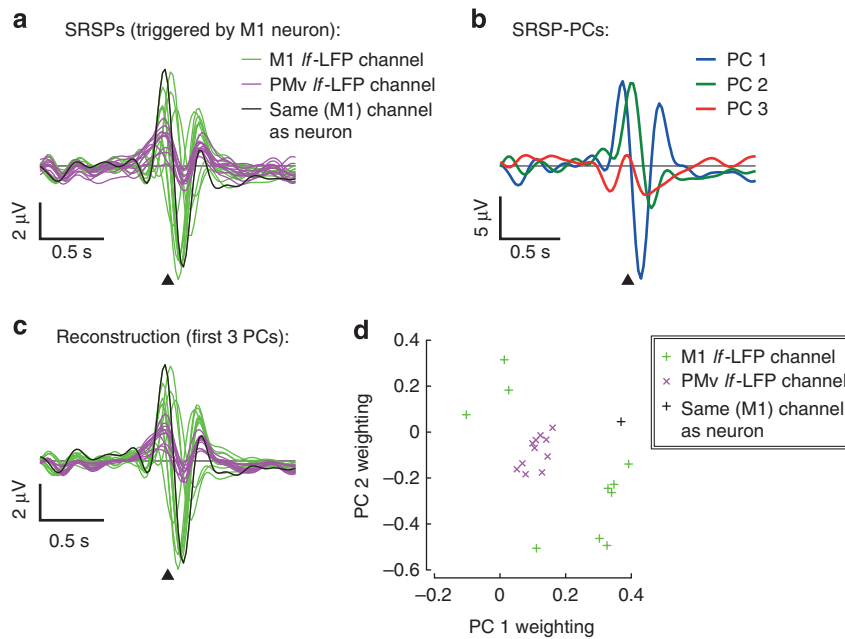 a
SRSPs (triggered by M1 neuron):
M1 lf-LFP channel
PMv lf-LFP channel
Same (M1) channel
as neuron
2 μV
0.5 s
b
SRSP-PCs:
PC 1
PC 2
PC 3
5 μV
0.5 s
c
Reconstruction (first 3 PCs):
2 μV
0.5 s
d
0.4
0.2
0
−0.2
−0.4
−0.6
PC 2 weighting
−0.2
0
0.2
0.4
PC 1 weighting
M1 lf-LFP channel
PMv lf-LFP channel
Same (M1) channel
as neuron